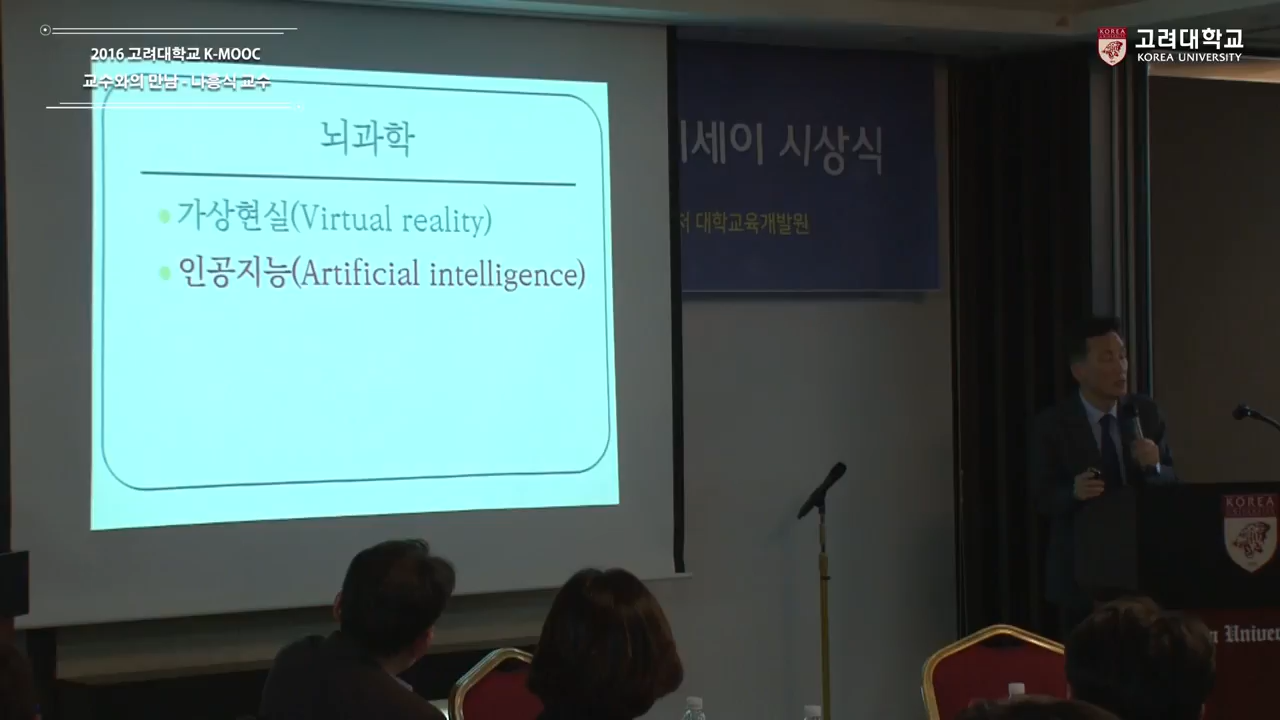 2016 고려대학교 K-MOOC
교수와의 만남 - 나흥식 교수
고려대학교
KOREA UNIVERSITY
뇌과학
가상현실(Virtual reality)
인공지능(Artificial intelligence)
세이 시상식
처 대학교육개발원
KOREA